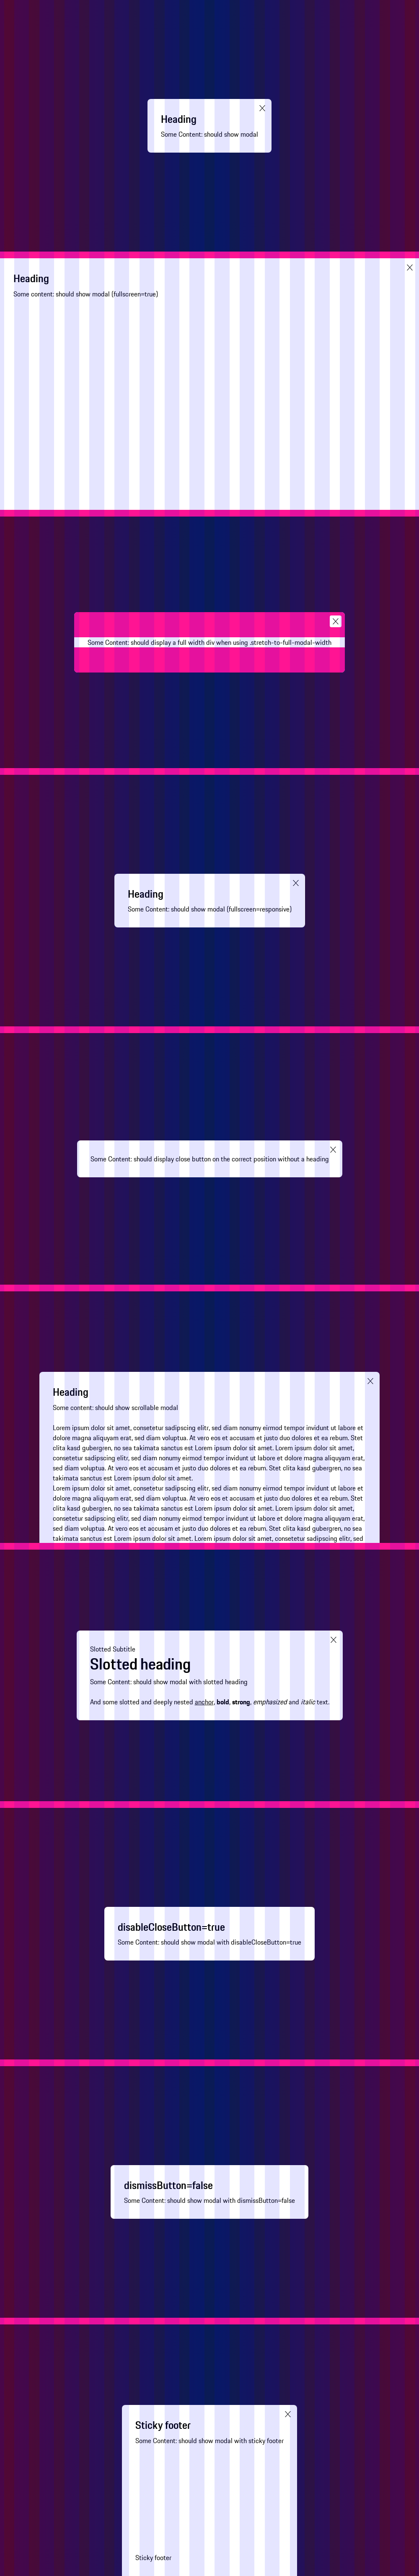 Heading
Some Content: should show modal
Heading
Some content: should show modal (fullscreen=true)
Some Content: should display a full width div when using .stretch-to-full-modal-width
Heading
Some Content: should show modal (fullscreen=responsive)
Some Content: should display close button on the correct position without a heading
Heading
Some content: should show scrollable modal
Lorem ipsum dolor sit amet, consetetur sadipscing elitr, sed diam nonumy eirmod tempor invidunt ut labore et
dolore magna aliquyam erat, sed diam voluptua. At vero eos et accusam et justo duo dolores et ea rebum. Stet
clita kasd gubergren, no sea takimata sanctus est Lorem ipsum dolor sit amet. Lorem ipsum dolor sit amet,
consetetur sadipscing elitr, sed diam nonumy eirmod tempor invidunt ut labore et dolore magna aliquyam erat,
sed diam voluptua. At vero eos et accusam et justo duo dolores et ea rebum. Stet clita kasd gubergren, no sea
takimata sanctus est Lorem ipsum dolor sit amet.
Lorem ipsum dolor sit amet, consetetur sadipscing elitr, sed diam nonumy eirmod tempor invidunt ut labore et
dolore magna aliquyam erat, sed diam voluptua. At vero eos et accusam et justo duo dolores et ea rebum. Stet
clita kasd gubergren, no sea takimata sanctus est Lorem ipsum dolor sit amet. Lorem ipsum dolor sit amet,
consetetur sadipscing elitr, sed diam nonumy eirmod tempor invidunt ut labore et dolore magna aliquyam erat,
sed diam voluptua. At vero eos et accusam et justo duo dolores et ea rebum. Stet clita kasd gubergren, no sea
takimata sanctus est Lorem ipsum dolor sit amet. Lorem ipsum dolor sit amet, consetetur sadipscing elitr, sed
Slotted Subtitle
Slotted heading
Some Content: should show modal with slotted heading
And some slotted and deeply nested anchor, bold, strong, emphasized and italic text.
disableCloseButton=true
Some Content: should show modal with disableCloseButton=true
dismissButton=false
Some Content: should show modal with dismissButton=false
Sticky footer
Some Content: should show modal with sticky footer
Sticky footer